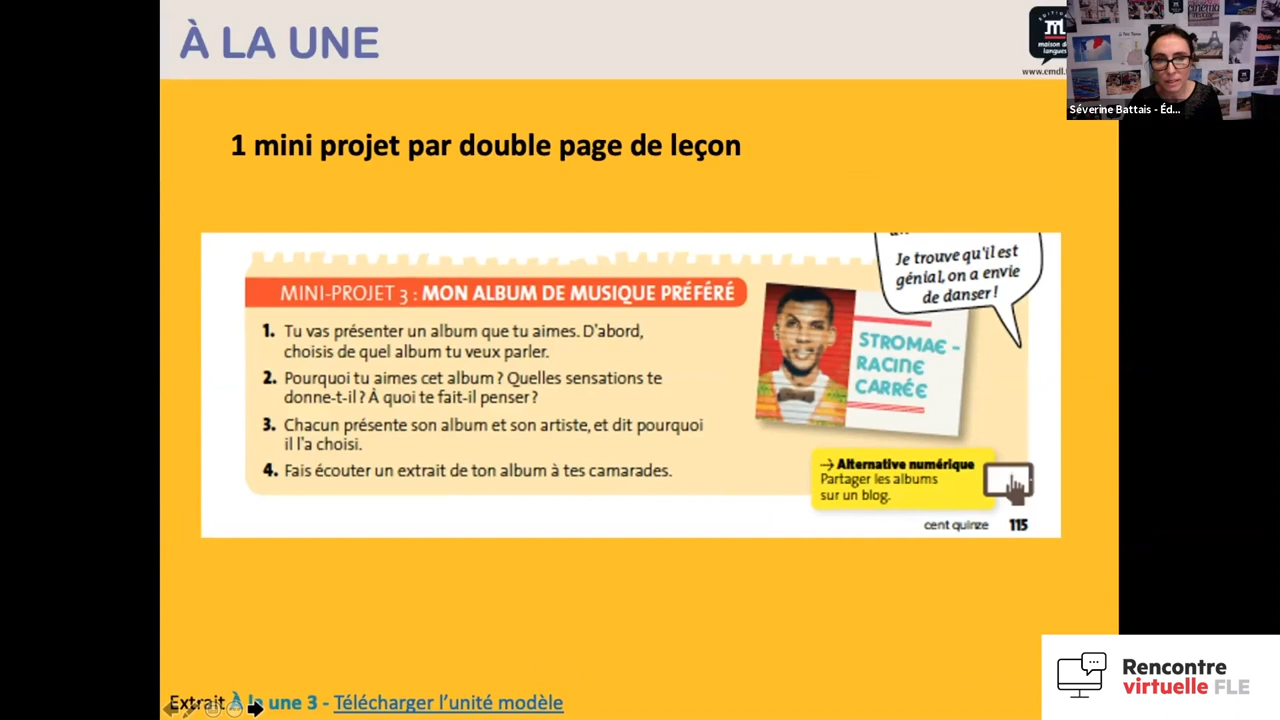 À LA UNE
ÉDITIONS
maison des
langues
www.emdl.
Séverine Battais - Éd...
1 mini projet par double page de leçon
Je trouve qu'il est
génial, on a envie
de danser !
MINI-PROJET 3 : MON ALBUM DE MUSIQUE PRÉFÉRÉ
1. Tu vas présenter un album que tu aimes. D'abord,
choisis de quel album tu veux parler.
2. Pourquoi tu aimes cet album ? Quelles sensations te
donne-t-il ? À quoi te fait-il penser ?
3. Chacun présente son album et son artiste, et dit pourquoi
il l'a choisi.
4. Fais écouter un extrait de ton album à tes camarades.
STROMAE -
RACINE
CARRÉE
→ Alternative numérique
Partager les albums
sur un blog.
cent quinze 115
Extrait À la une 3 - Télécharger l'unité modèle
Rencontre
virtuelle FLE